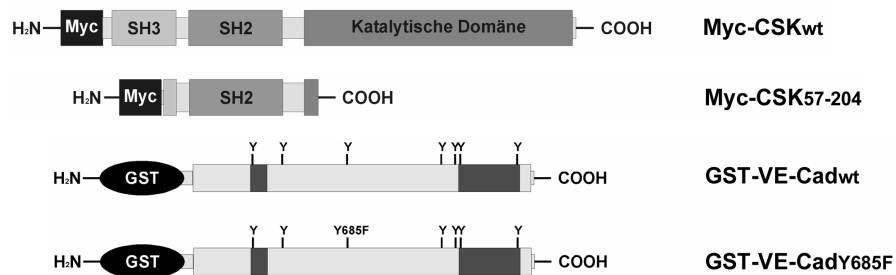 H₂N Myc SH3 SH2 Katalytische Domäne COOH Myc-CSKwt
H₂N Myc SH2 COOH Myc-CSK57-204
Y Y Y Y YY Y
H₂N GST COOH GST-VE-Cadwt
Y Y Y685F Y YY Y
H₂N GST COOH GST-VE-CadY685F